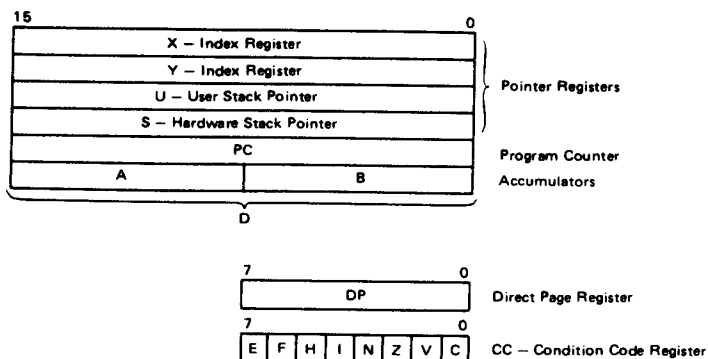 15 0
X – Index Register
Y – Index Register
U – User Stack Pointer
S – Hardware Stack Pointer
Pointer Registers
PC
Program Counter
A B
Accumulators
D
7 0
DP
Direct Page Register
7 0
E F H I N Z V C
CC – Condition Code Register